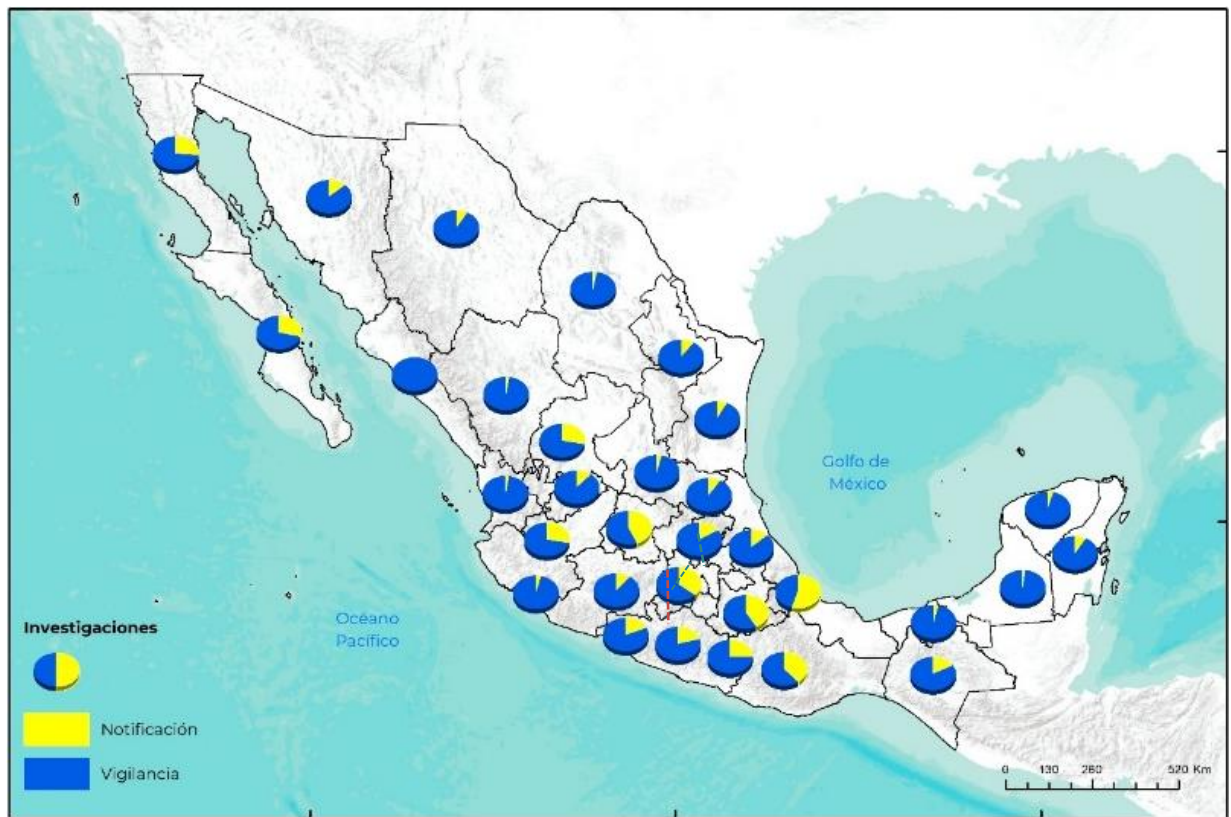 Golfo de
México
Océano
Pacífico
Investigaciones
Notificación
Vigilancia
0 130 260 520 Km